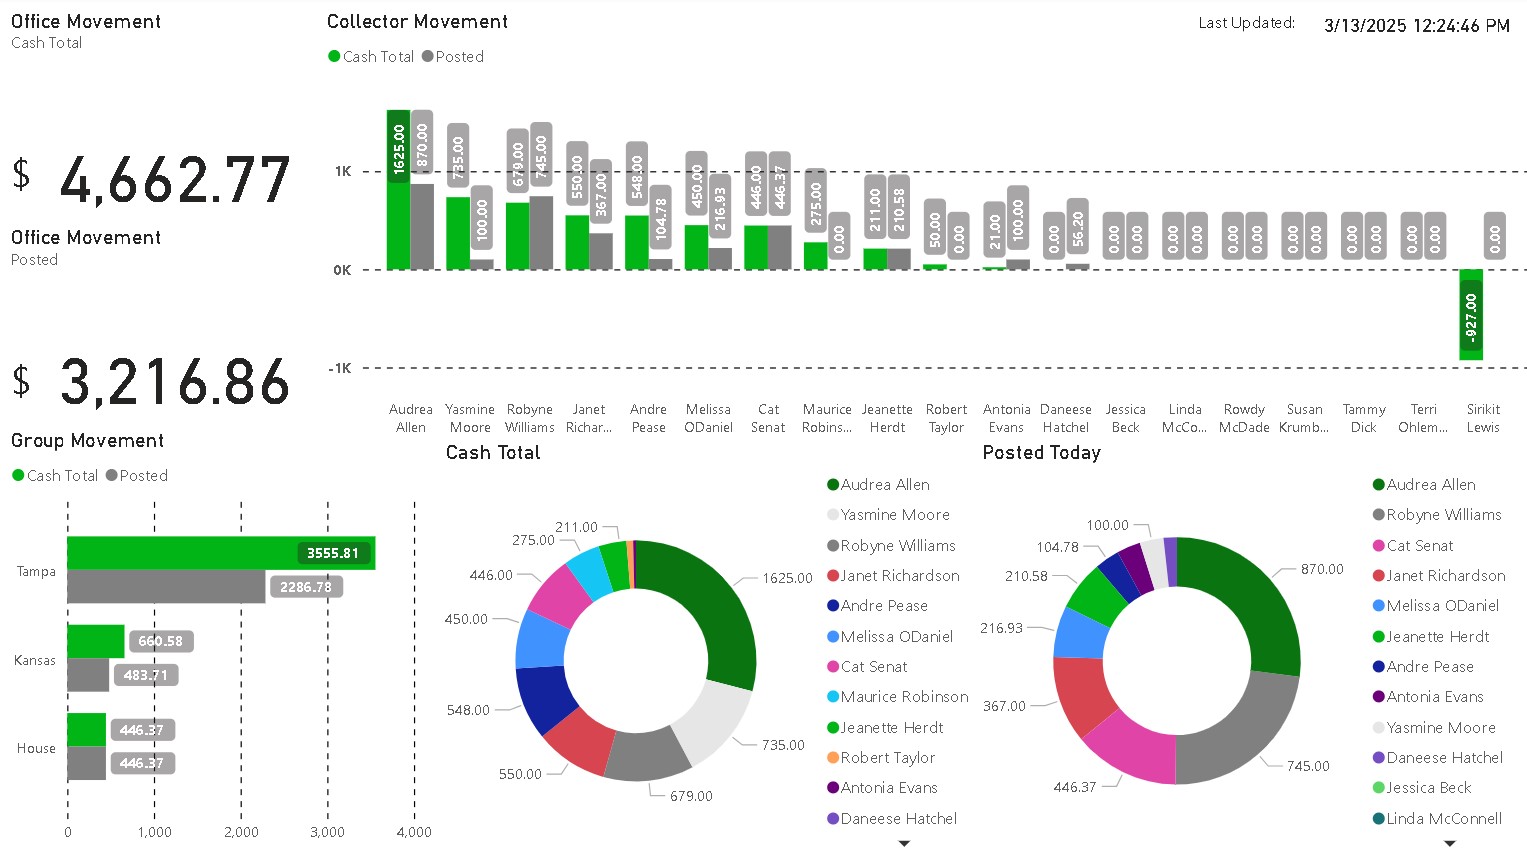 Office Movement
Cash Total
$ 4,662.77
Office Movement
Posted
$ 3,216.86
Collector Movement
Cash Total Posted
Last Updated: 3/13/2025 12:24:46 PM
1K
0K
-1K
1625.00 870.00 735.00 100.00 679.00 745.00 550.00 367.00 548.00 104.78 450.00 216.93 446.00 446.37 275.00 0.00 211.00 210.58 50.00 0.00 21.00 100.00 0.00 56.20 0.00 0.00 0.00 0.00 0.00 0.00 0.00 0.00 0.00 0.00 0.00 0.00 -927.00 0.00
Audrea Allen
Yasmine Moore
Robyne Williams
Janet Richar...
Andre Pease
Melissa ODaniel
Cat Senat
Maurice Robins...
Jeanette Herdt
Robert Taylor
Antonia Evans
Daneese Hatchel
Jessica Beck
Linda McCo...
Rowdy McDade
Susan Krumb...
Tammy Dick
Terri Ohlem...
Sirikit Lewis
Group Movement
Cash Total Posted
Tampa
3555.81
2286.78
Kansas
660.58
483.71
House
446.37
446.37
0 1,000 2,000 3,000 4,000
Cash Total
1625.00
735.00
679.00
550.00
548.00
450.00
446.00
275.00
211.00
Audrea Allen
Yasmine Moore
Robyne Williams
Janet Richardson
Andre Pease
Melissa ODaniel
Cat Senat
Maurice Robinson
Jeanette Herdt
Robert Taylor
Antonia Evans
Daneese Hatchel
Posted Today
870.00
745.00
446.37
367.00
216.93
210.58
104.78
100.00
Audrea Allen
Robyne Williams
Cat Senat
Janet Richardson
Melissa ODaniel
Jeanette Herdt
Andre Pease
Antonia Evans
Yasmine Moore
Daneese Hatchel
Jessica Beck
Linda McConnell